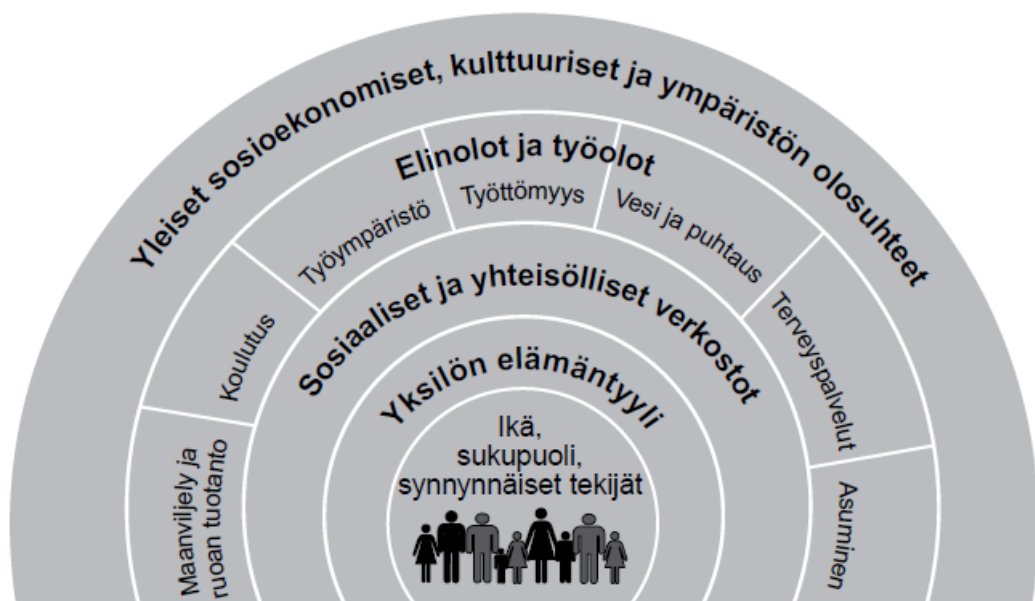 Yleiset sosioekonomiset, kulttuuriset ja ympäristön olosuhteet
Elinolot ja työolot
Maanviljely ja
ruoan tuotanto
Koulutus
Työympäristö
Työttömyys
Vesi ja puhtaus
Terveyspalvelut
Asuminen
Sosiaaliset ja yhteisölliset verkostot
Yksilön elämäntyyli
Ikä,
sukupuoli,
synnynnäiset tekijät